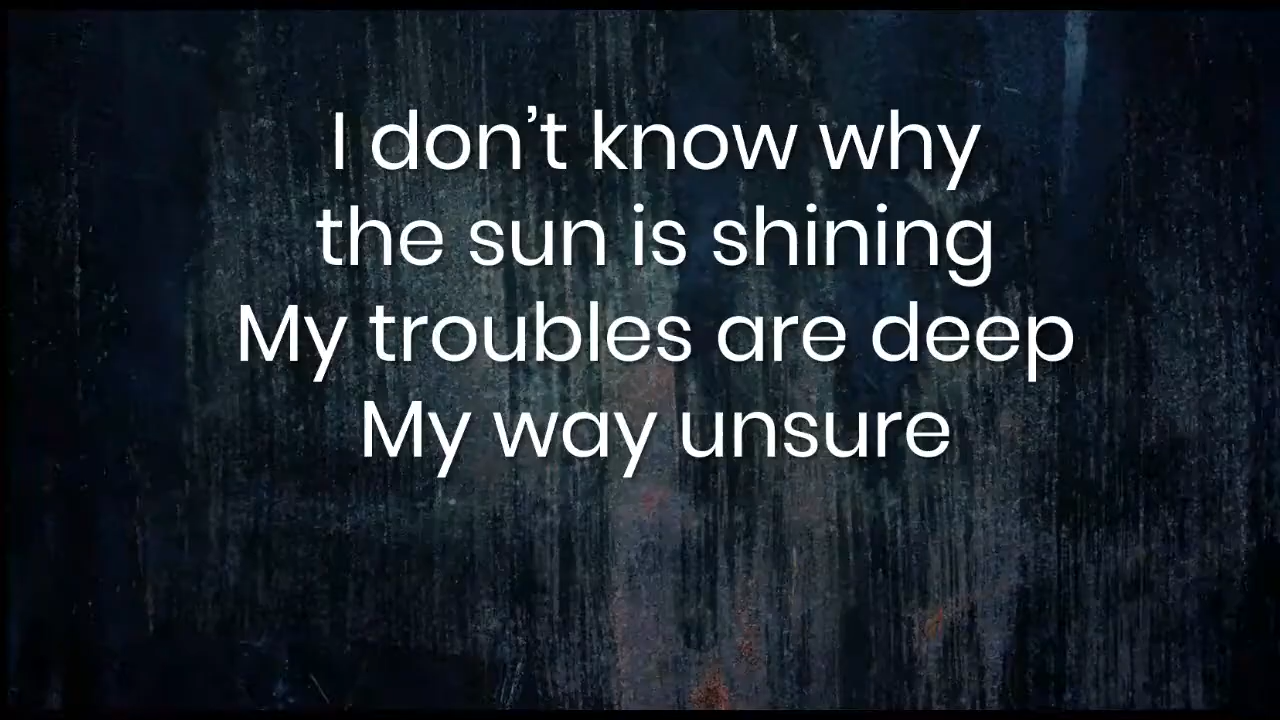 I don’t know why
the sun is shining
My troubles are deep
My way unsure